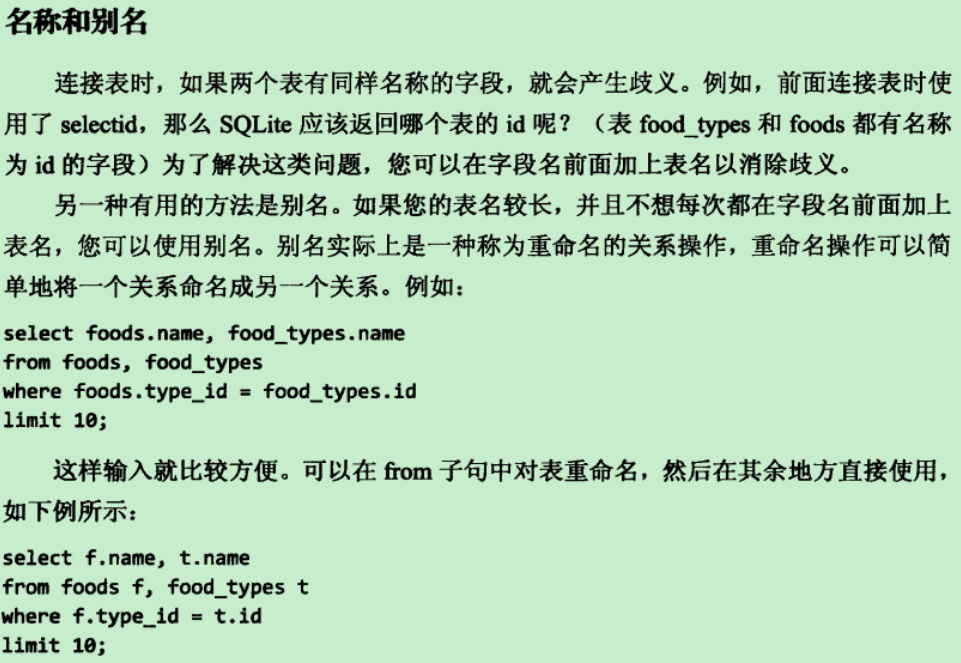 名称和别名
连接表时，如果两个表有同样名称的字段，就会产生歧义。例如，前面连接表时使
用了 selectid，那么 SQLite 应该返回哪个表的 id 呢？（表 food_types 和 foods 都有名称
为 id 的字段）为了解决这类问题，您可以在字段名前面加上表名以消除歧义。
另一种有用的方法是别名。如果您的表名较长，并且不想每次都在字段名前面加上
表名，您可以使用别名。别名实际上是一种称为重命名的关系操作，重命名操作可以简
单地将一个关系命名成另一个关系。例如：
select foods.name, food_types.name
from foods, food_types
where foods.type_id = food_types.id
limit 10;
这样输入就比较方便。可以在 from 子句中对表重命名，然后在其余地方直接使用，
如下例所示：
select f.name, t.name
from foods f, food_types t
where f.type_id = t.id
limit 10;